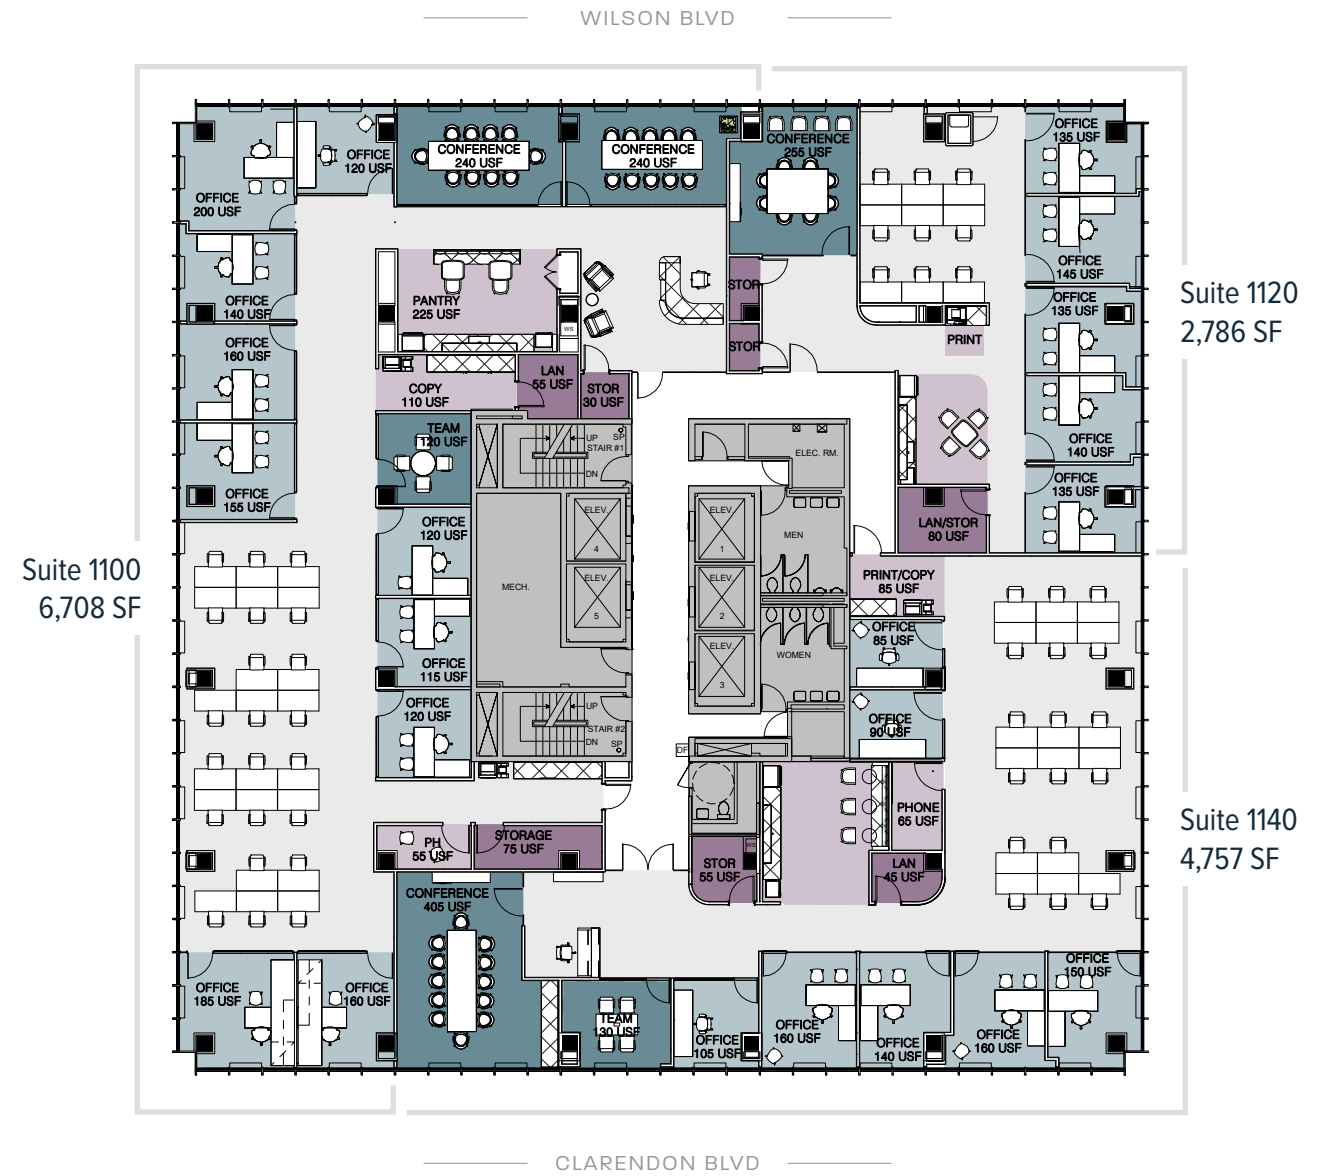 WILSON BLVD
OFFICE
200 USF
OFFICE
120 USF
CONFERENCE
240 USF
CONFERENCE
240 USF
CONFERENCE
255 USF
OFFICE
135 USF
OFFICE
145 USF
OFFICE
140 USF
PANTRY
225 USF
WS
STOR
STOR
PRINT
OFFICE
135 USF
Suite 1120
2,786 SF
OFFICE
160 USF
COPY
110 USF
LAN
55 USF
STOR
30 USF
OFFICE
140 USF
TEAM
120 USF
UP
SP
STAIR #1
DN
ELEC. RM.
OFFICE
155 USF
OFFICE
135 USF
OFFICE
120 USF
ELEV.
4
ELEV.
1
MEN
LAN/STOR
80 USF
Suite 1100
6,708 SF
MECH.
ELEV.
5
ELEV.
2
PRINT/COPY
85 USF
OFFICE
115 USF
ELEV.
3
WOMEN
OFFICE
85 USF
OFFICE
120 USF
UP
STAIR #2
DN
SP
DF
OFFICE
90 USF
PH
55 USF
STORAGE
75 USF
STOR
55 USF
WS
PHONE
65 USF
LAN
45 USF
Suite 1140
4,757 SF
CONFERENCE
405 USF
OFFICE
185 USF
OFFICE
160 USF
TEAM
130 USF
OFFICE
105 USF
OFFICE
160 USF
OFFICE
140 USF
OFFICE
160 USF
OFFICE
150 USF
CLARENDON BLVD